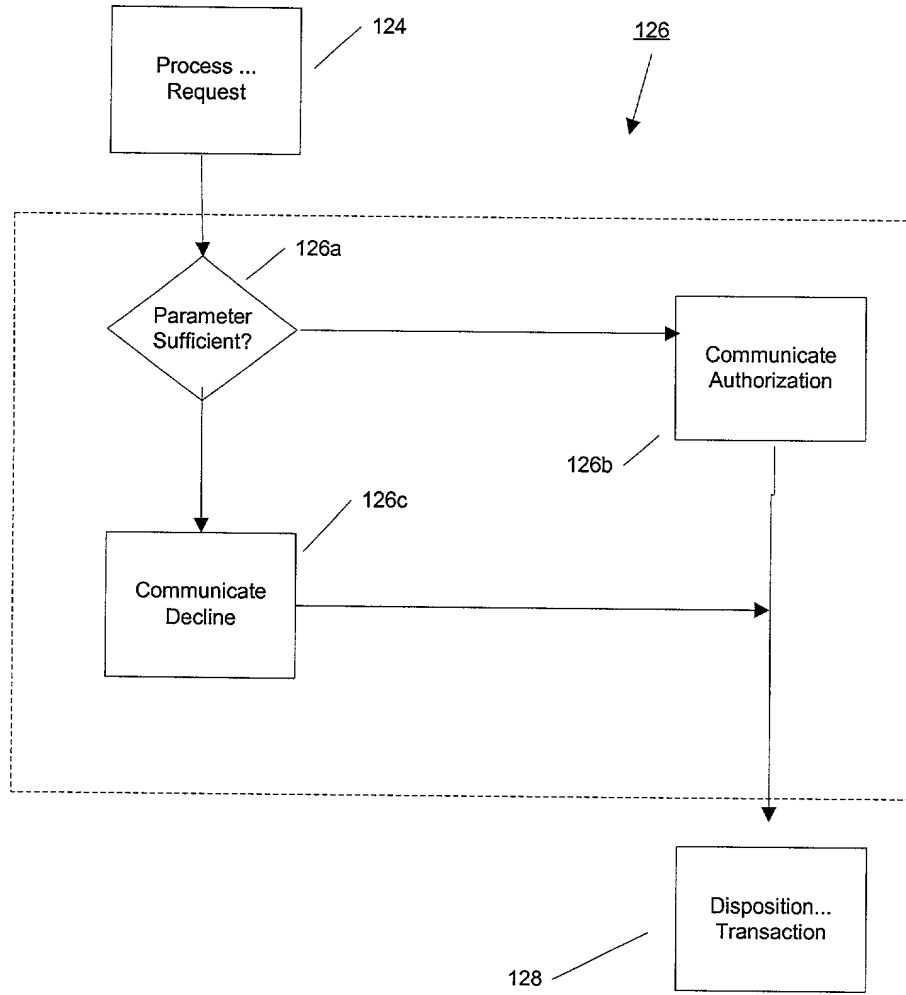 Process ...
Request
124
126
126a
Parameter
Sufficient?
Communicate
Authorization
126b
126c
Communicate
Decline
Disposition...
Transaction
128